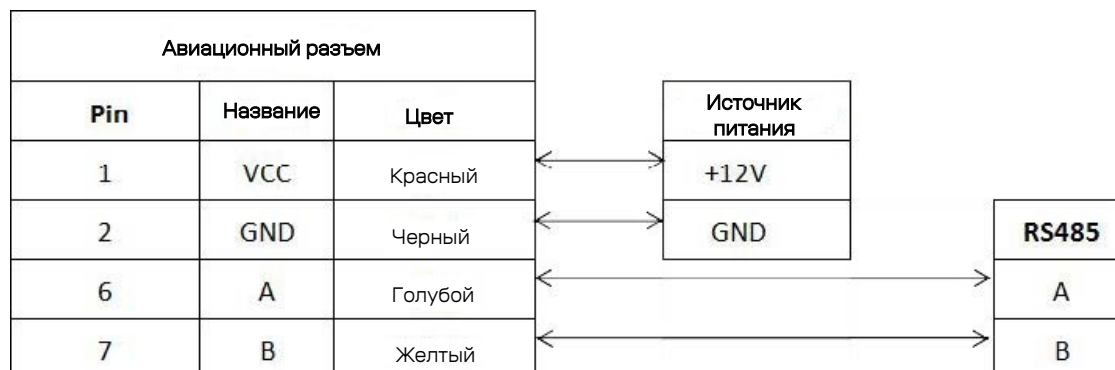 Авиационный разъем
Pin Название Цвет
Источник
питания
1 VCC Красный +12V
2 GND Черный GND RS485
6 A Голубой A
7 B Желтый B